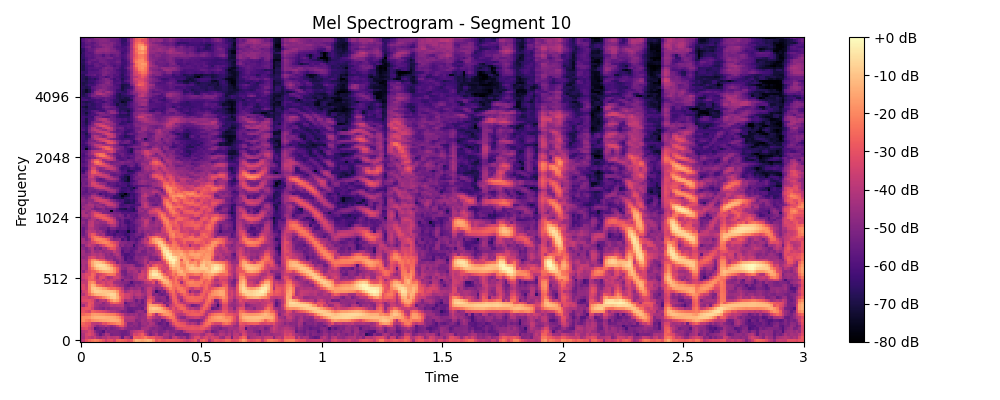 Mel Spectrogram - Segment 10
+0 dB
-10 dB
-20 dB
-30 dB
-40 dB
-50 dB
-60 dB
-70 dB
-80 dB
Frequency
4096
2048
1024
512
0
0
0.5
1
1.5
2
2.5
3
Time